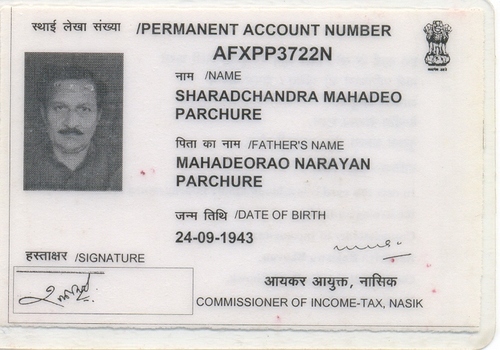 स्थाई लेखा संख्या /PERMANENT ACCOUNT NUMBER
AFXPP3722N
नाम /NAME
SHARADCHANDRA MAHADEO
PARCHURE
पिता का नाम /FATHER'S NAME
MAHADEORAO NARAYAN
PARCHURE
जन्म तिथि /DATE OF BIRTH
24-09-1943
हस्ताक्षर /SIGNATURE
आयकर आयुक्त, नासिक
COMMISSIONER OF INCOME-TAX, NASIK